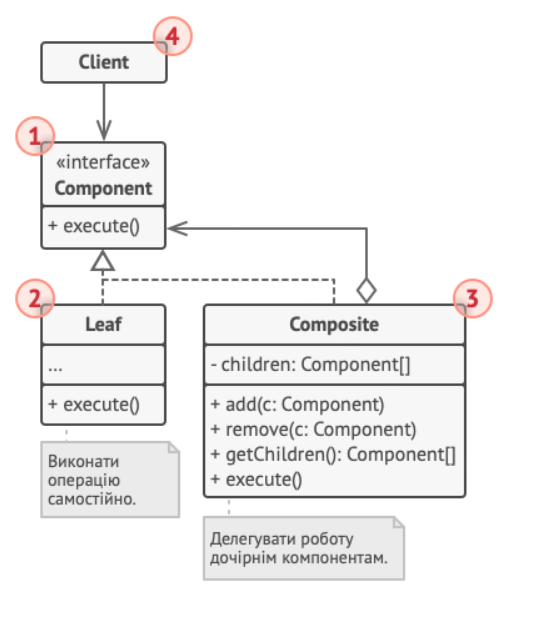 4
Client
1
«interface»
Component
+ execute()
2
Leaf
...
+ execute()
Виконати
операцію
самостійно.
3
Composite
- children: Component[]
+ add(c: Component)
+ remove(c: Component)
+ getChildren(): Component[]
+ execute()
Делегувати роботу
дочірнім компонентам.